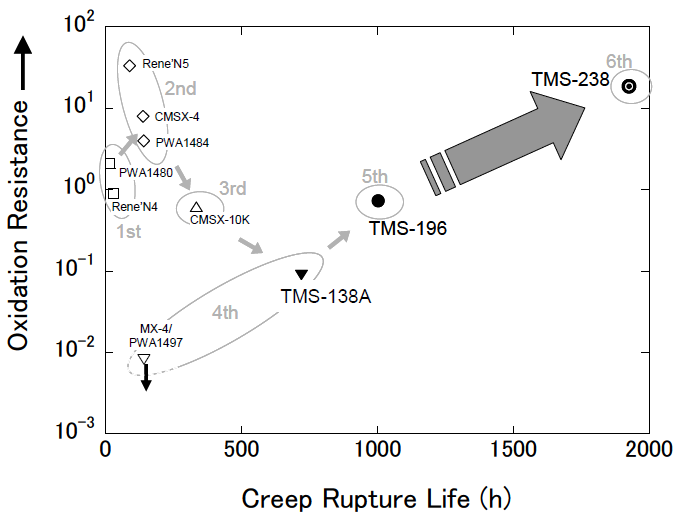 10²
10¹
10⁰
10⁻¹
10⁻²
10⁻³
Oxidation Resistance
Rene'N5
2nd
CMSX-4
PWA1484
PWA1480
Rene'N4
1st
3rd
CMSX-10K
4th
MX-4/
PWA1497
TMS-138A
5th
TMS-196
6th
TMS-238
0 500 1000 1500 2000
Creep Rupture Life (h)